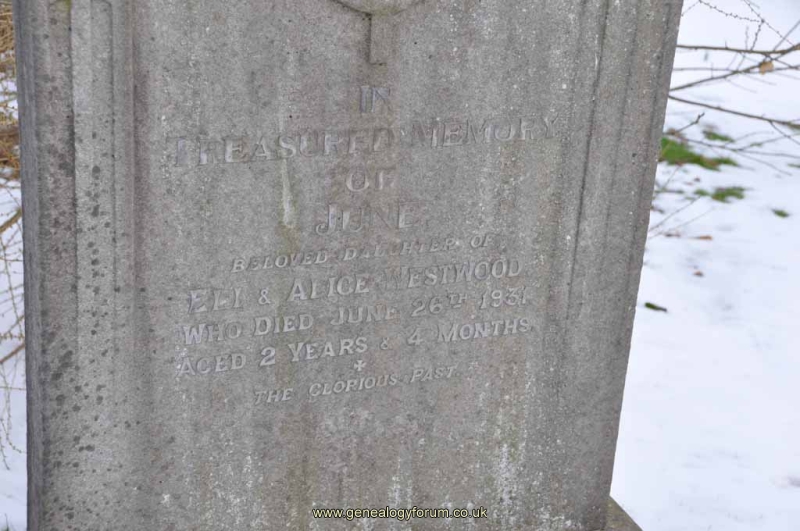 IN
TREASURED MEMORY
OF
JUNE
BELOVED DAUGHTER OF
ELI & ALICE WESTWOOD
WHO DIED JUNE 26TH 1931
AGED 2 YEARS & 4 MONTHS
THE GLORIOUS PAST
www.genealogyforum.co.uk